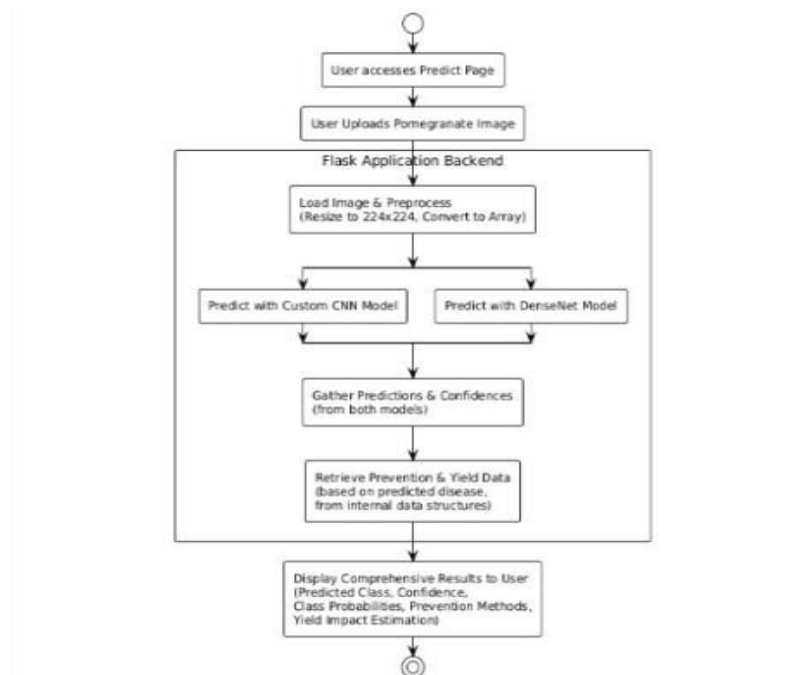 User accesses Predict Page
User Uploads Pomegranate Image
Flask Application Backend
Load Image & Preprocess
(Resize to 224x224, Convert to Array)
Predict with Custom CNN Model
Predict with DenseNet Model
Gather Predictions & Confidences
(from both models)
Retrieve Prevention & Yield Data
(based on predicted disease,
from internal data structures)
Display Comprehensive Results to User
(Predicted Class, Confidence,
Class Probabilities, Prevention Methods,
Yield Impact Estimation)